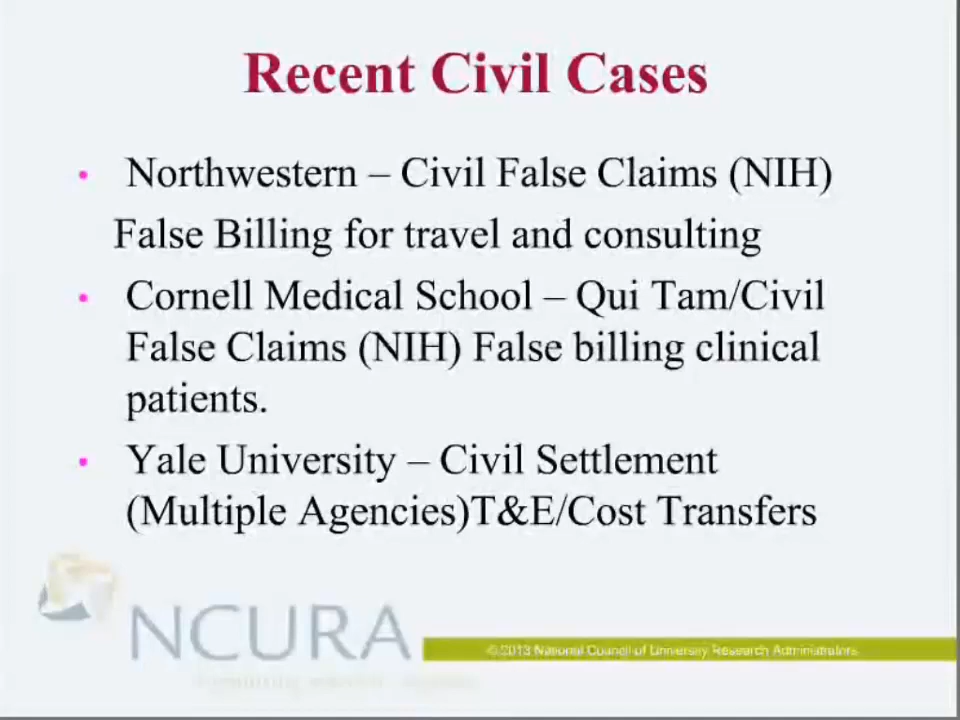 Recent Civil Cases
• Northwestern – Civil False Claims (NIH)
False Billing for travel and consulting
• Cornell Medical School – Qui Tam/Civil
False Claims (NIH) False billing clinical
patients.
• Yale University – Civil Settlement
(Multiple Agencies)T&E/Cost Transfers
NCURA
© 2013 National Council of University Research Administrators